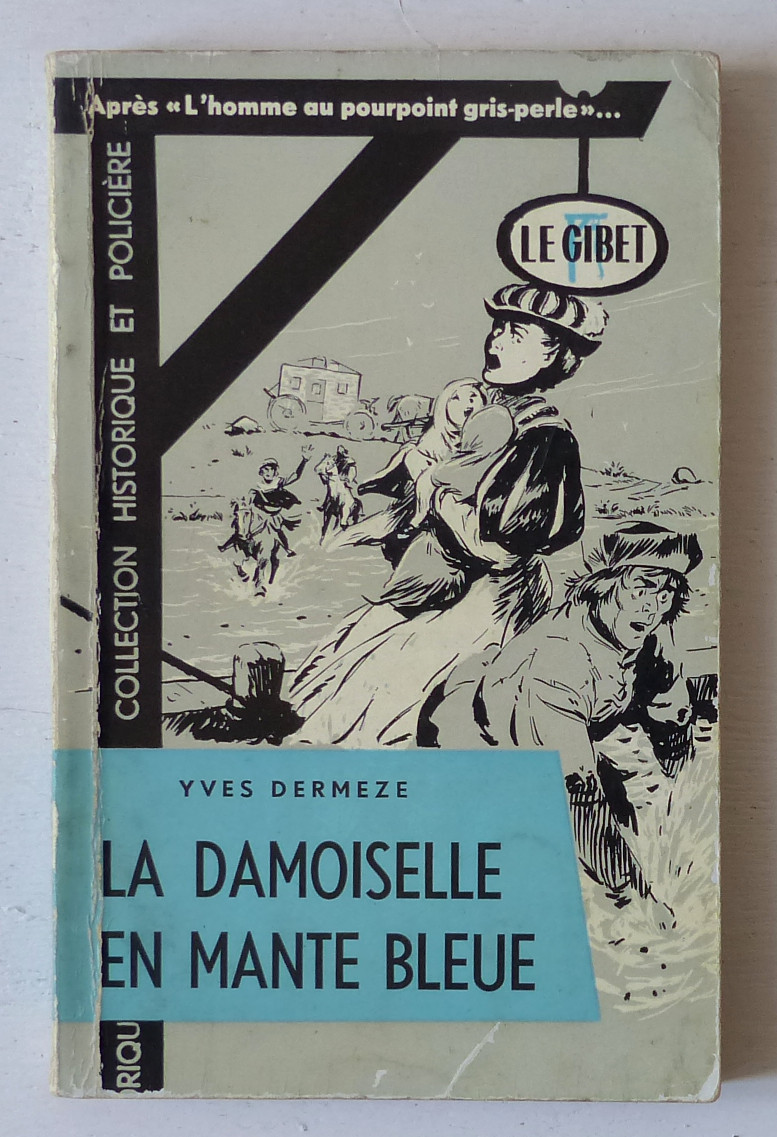 Après «L'homme au pourpoint gris-perle»...
COLLECTION HISTORIQUE ET POLICIÈRE
LE GIBET
YVES DERMEZE
LA DAMOISELLE
EN MANTE BLEUE
RIQU